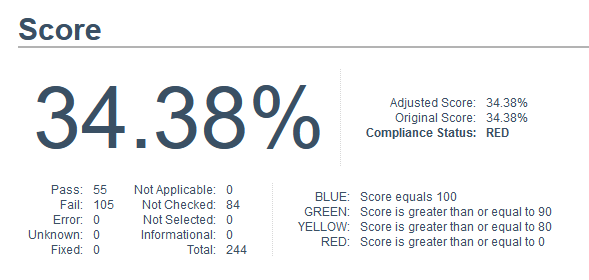 Score
34.38%
Adjusted Score: 34.38%
Original Score: 34.38%
Compliance Status: RED
Pass: 55 Not Applicable: 0
Fail: 105 Not Checked: 84
Error: 0 Not Selected: 0
Unknown: 0 Informational: 0
Fixed: 0 Total: 244
BLUE: Score equals 100
GREEN: Score is greater than or equal to 90
YELLOW: Score is greater than or equal to 80
RED: Score is greater than or equal to 0